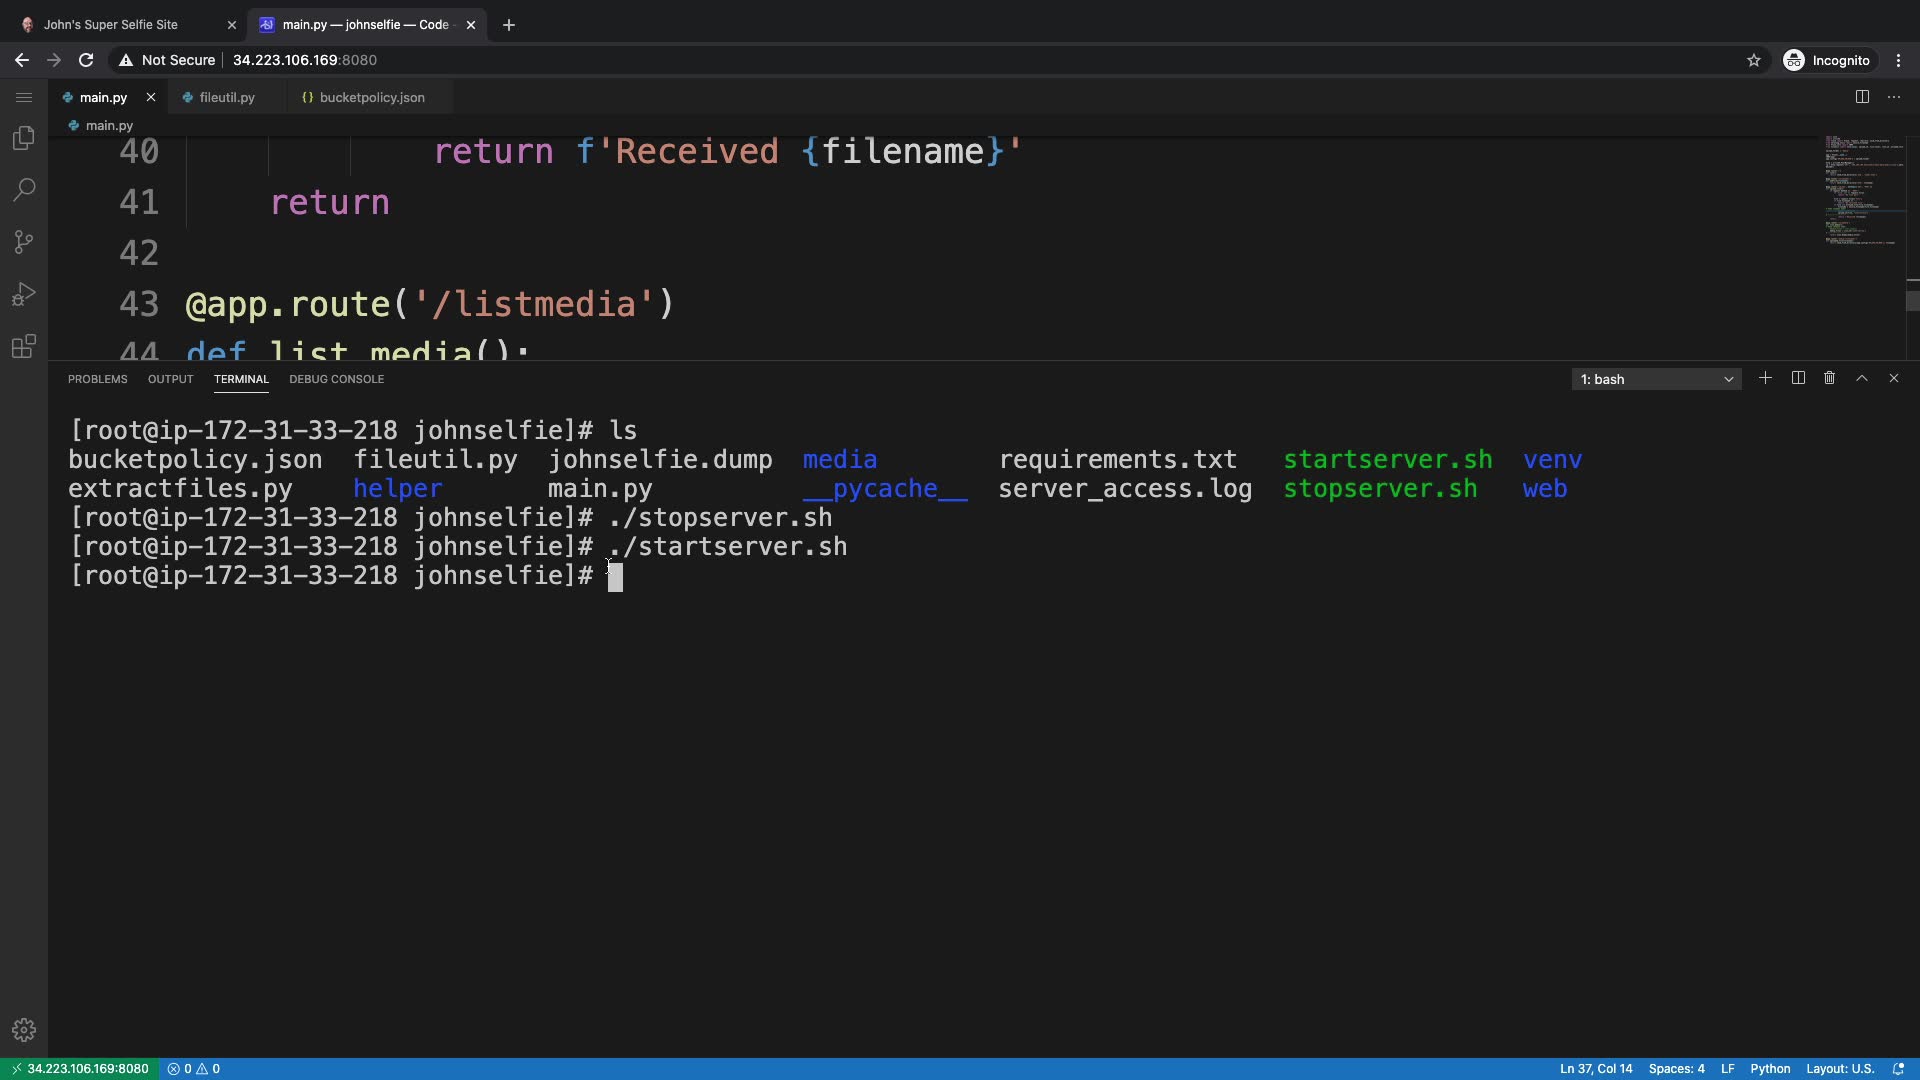 John's Super Selfie Site
main.py — johnselfie — Code -
Not Secure
34.223.106.169:8080
Incognito
main.py
fileutil.py
{} bucketpolicy.json
main.py
40 return f'Received {filename}'
41 return
42
43 @app.route('/listmedia')
44 def list_media():
PROBLEMS OUTPUT TERMINAL DEBUG CONSOLE
1: bash
[root@ip-172-31-33-218 johnselfie]# ls
bucketpolicy.json fileutil.py johnselfie.dump media requirements.txt startserver.sh venv
extractfiles.py helper main.py __pycache__ server_access.log stopserver.sh web
[root@ip-172-31-33-218 johnselfie]# ./stopserver.sh
[root@ip-172-31-33-218 johnselfie]# ./startserver.sh
[root@ip-172-31-33-218 johnselfie]#
34.223.106.169:8080 0 0 Ln 37, Col 14 Spaces: 4 LF Python Layout: U.S.